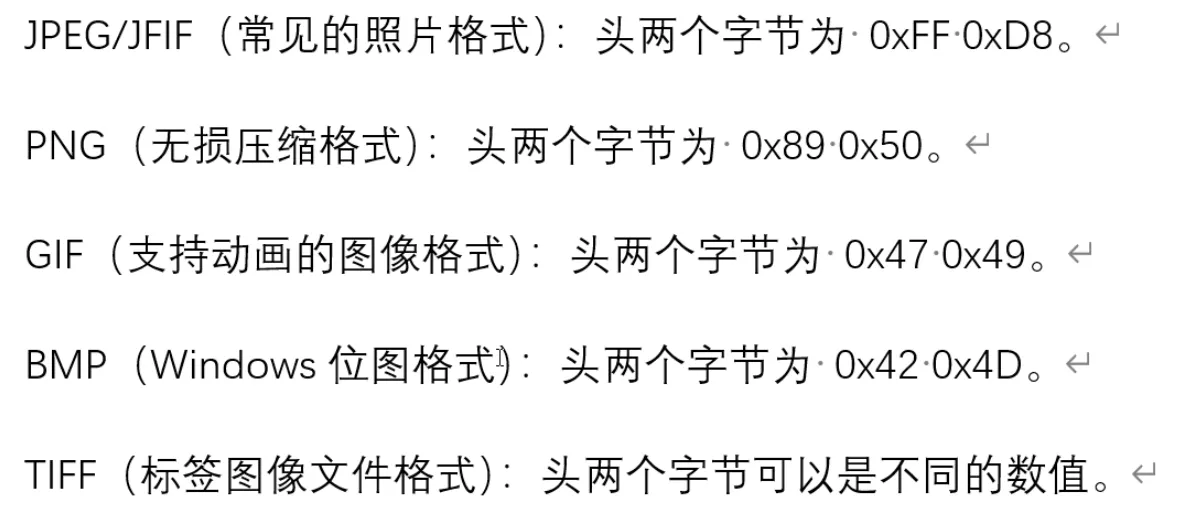 JPEG/JFIF（常见的照片格式）：头两个字节为 0xFF 0xD8。
PNG（无损压缩格式）：头两个字节为 0x89 0x50。
GIF（支持动画的图像格式）：头两个字节为 0x47 0x49。
BMP（Windows 位图格式）：头两个字节为 0x42 0x4D。
TIFF（标签图像文件格式）：头两个字节可以是不同的数值。